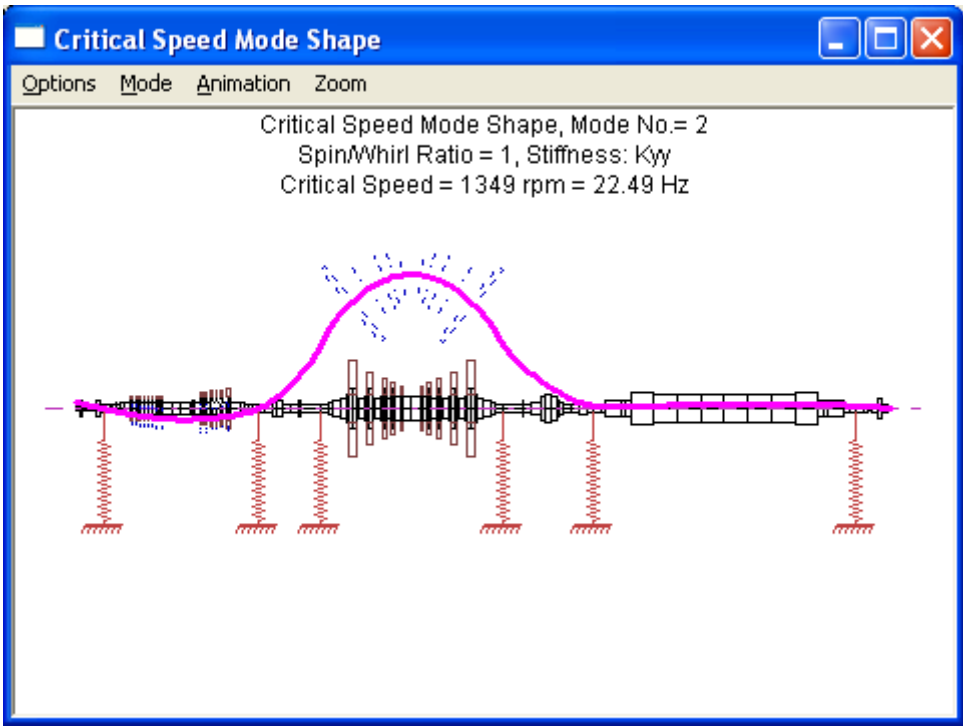 Critical Speed Mode Shape
Options Mode Animation Zoom
Critical Speed Mode Shape, Mode No.= 2
Spin/Whirl Ratio = 1, Stiffness: Kyy
Critical Speed = 1349 rpm = 22.49 Hz